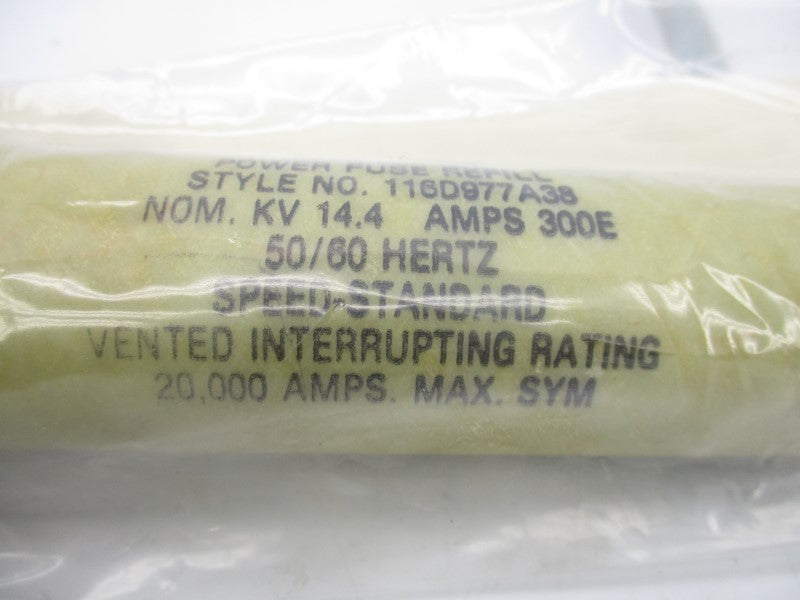 POWER FUSE REFILL
STYLE NO. 116D977A38
NOM. KV 14.4 AMPS 300E
50/60 HERTZ
SPEED-STANDARD
VENTED INTERRUPTING RATING
20,000 AMPS. MAX. SYM